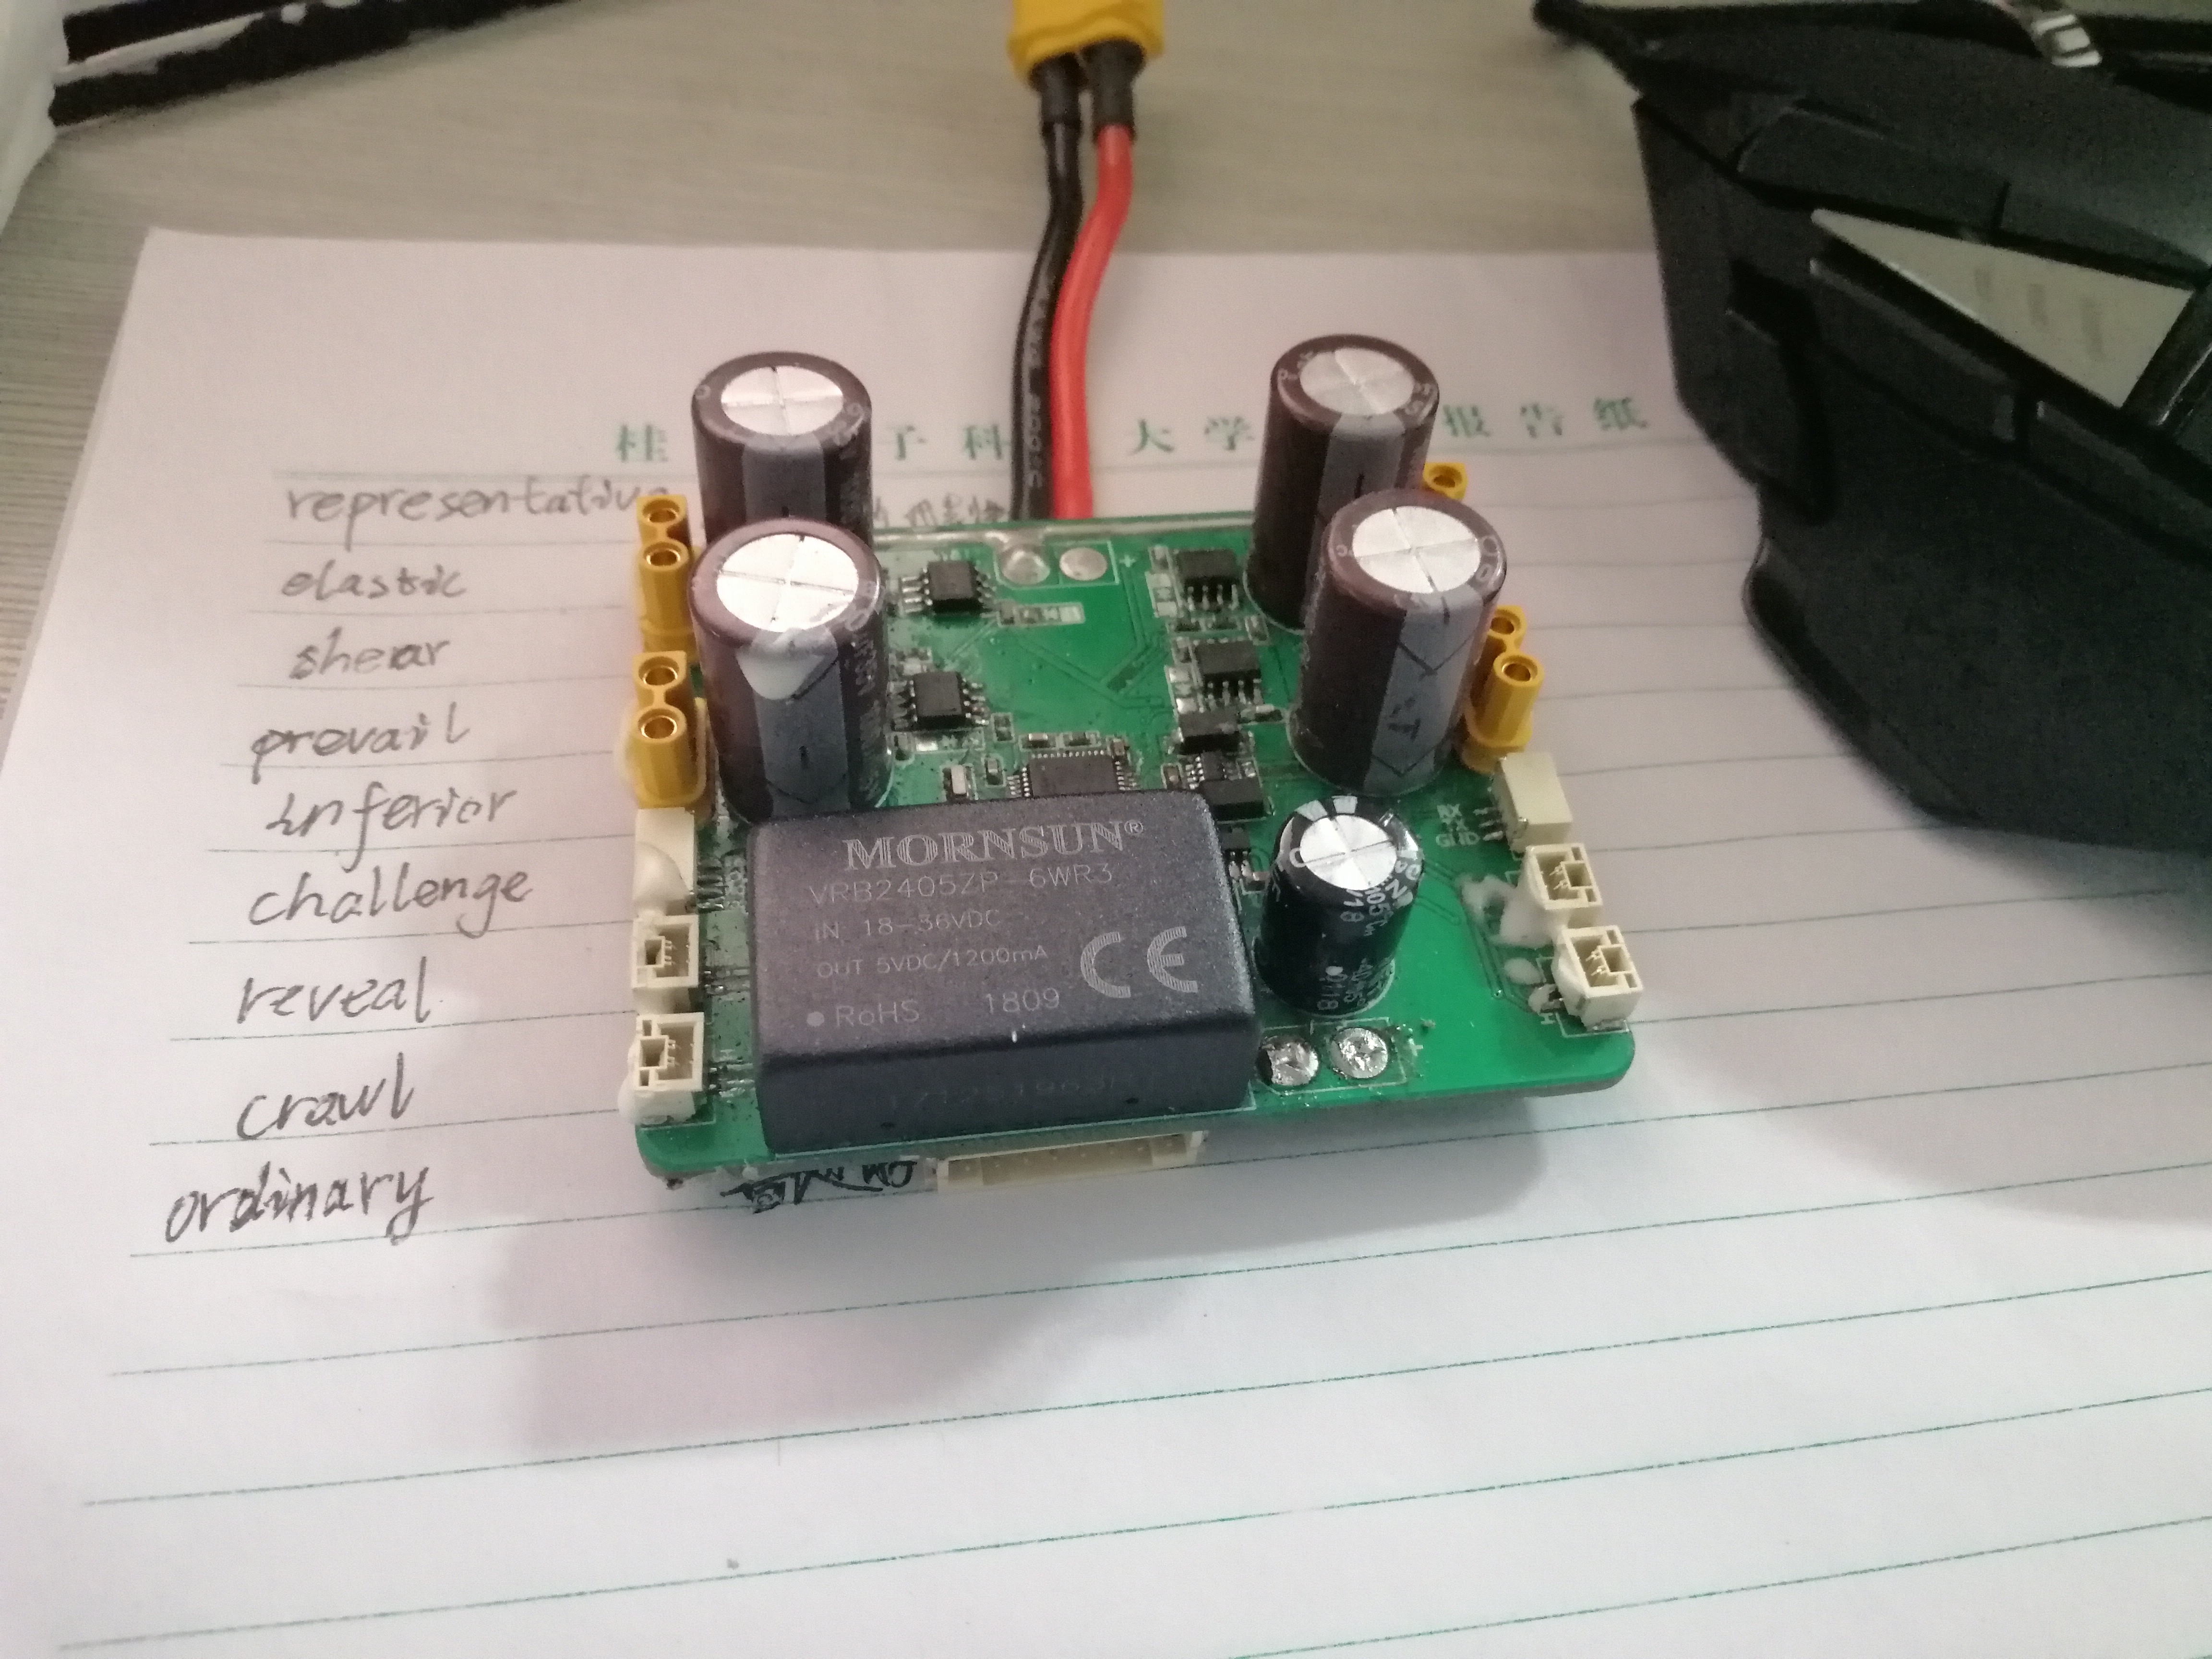 桂 子 科 大 学 报 告 纸
representative
elastic
shear
prevail
inferior
challenge
reveal
crawl
ordinary
MORNSUN®
VRB2405ZP-6WR3
IN 18-36VDC
OUT 5VDC/1200mA
CE
RoHS 1809
RX
GND